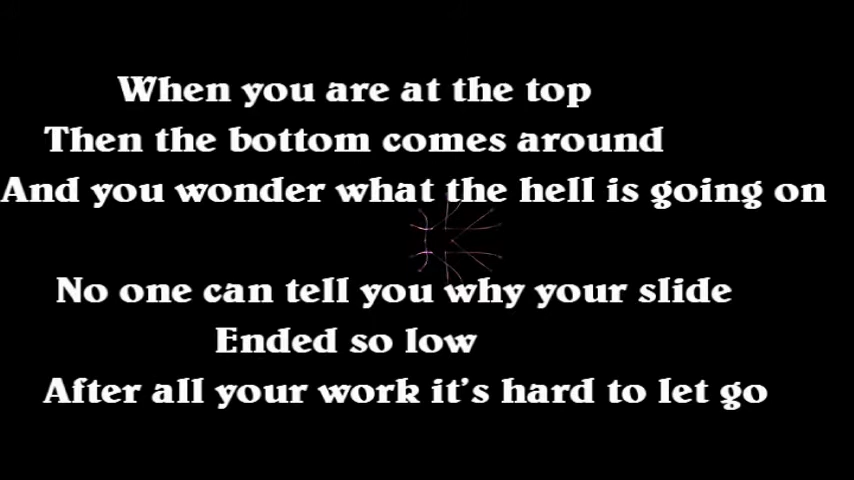 When you are at the top
Then the bottom comes around
And you wonder what the hell is going on
No one can tell you why your slide
Ended so low
After all your work it's hard to let go